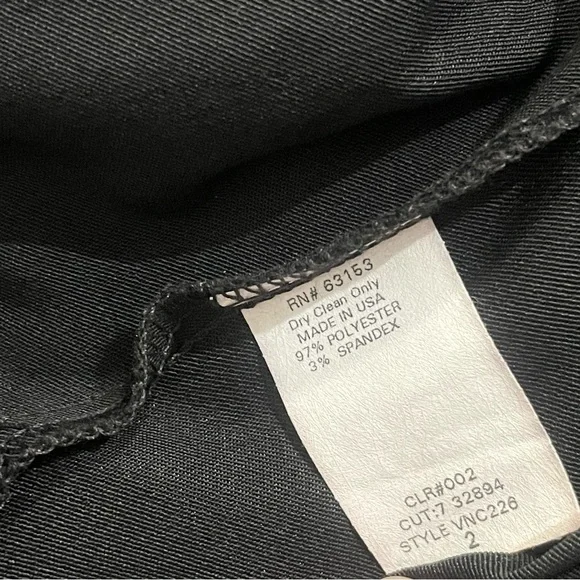 RN# 63153
Dry Clean Only
MADE IN USA
97% POLYESTER
3% SPANDEX
CLR#002
CUT:7 32894
STYLE VNC226
2